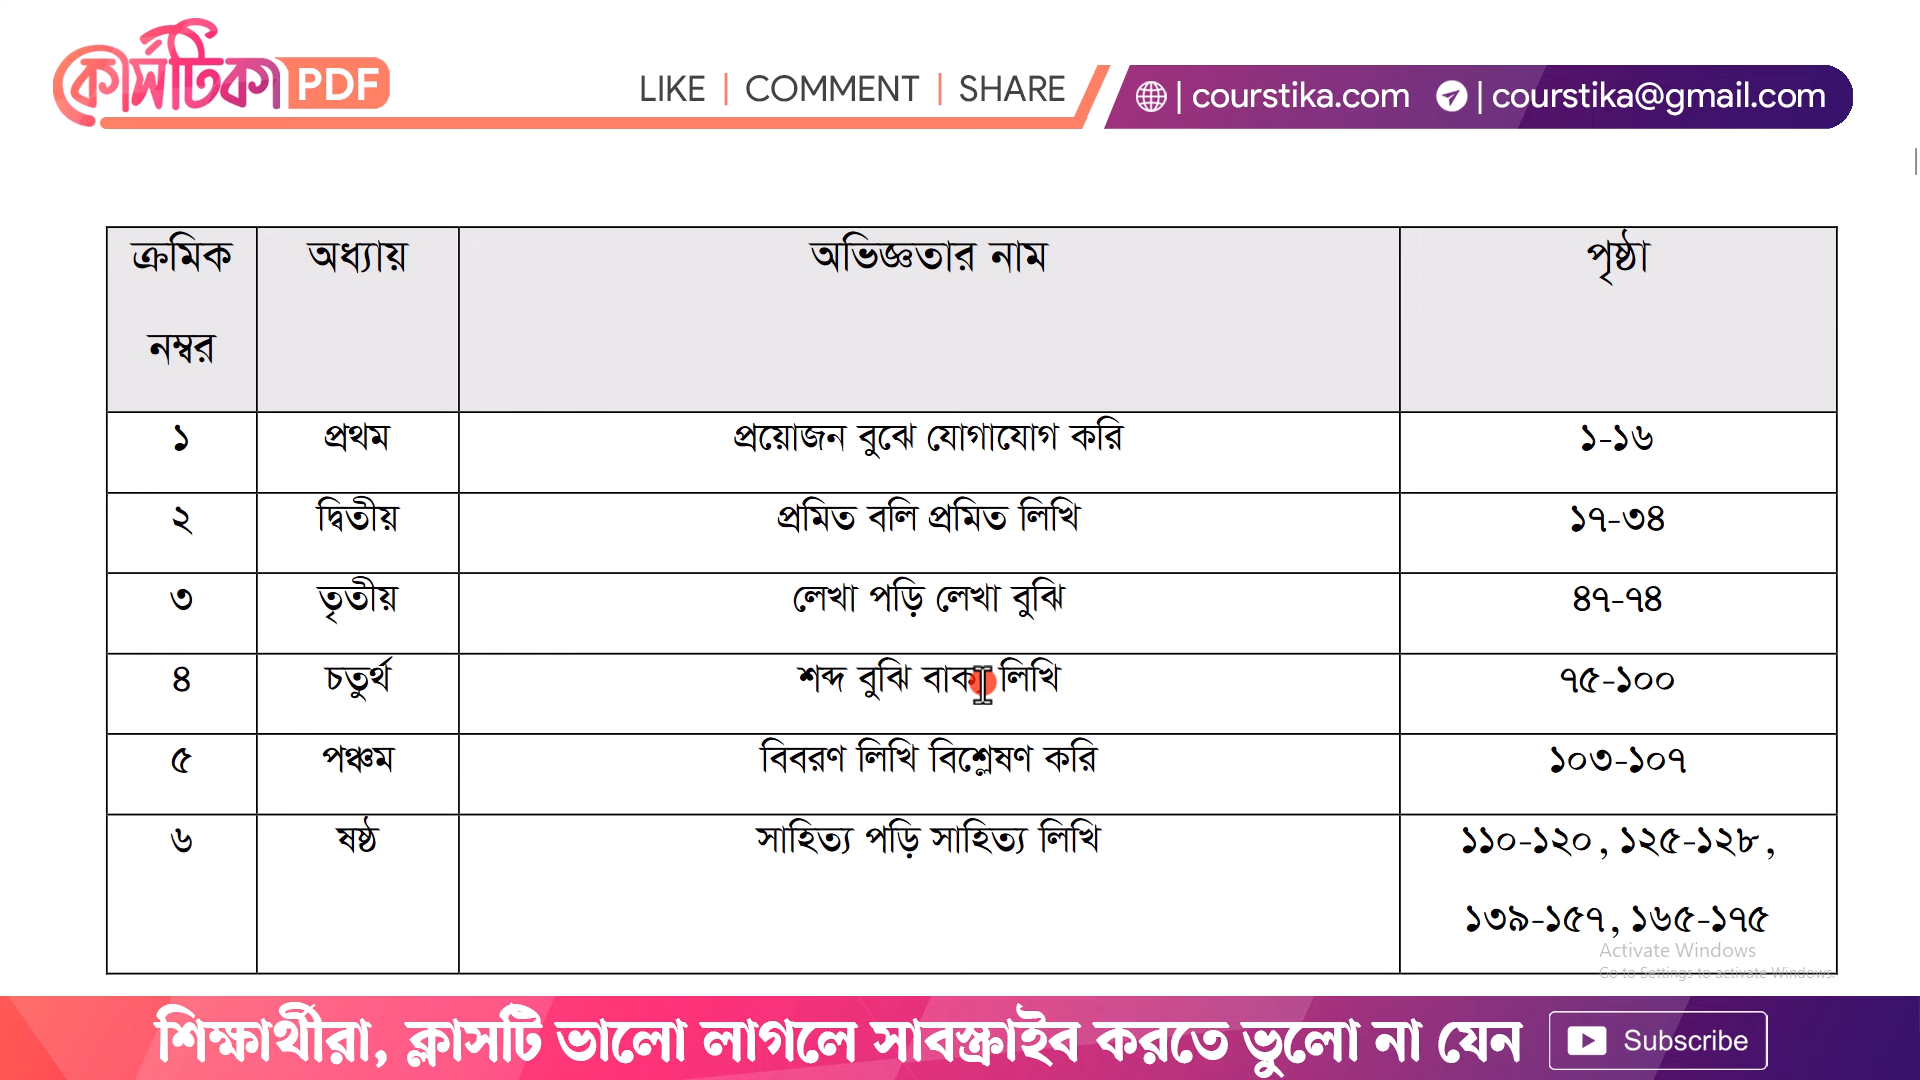 কোর্সটিকা PDF
LIKE | COMMENT | SHARE
| courstika.com | courstika@gmail.com
ক্রমিক নম্বর অধ্যায় অভিজ্ঞতার নাম পৃষ্ঠা
১ প্রথম প্রয়োজন বুঝে যোগাযোগ করি ১-১৬
২ দ্বিতীয় প্রমিত বলি প্রমিত লিখি ১৭-৩৪
৩ তৃতীয় লেখা পড়ি লেখা বুঝি ৪৭-৭৪
৪ চতুর্থ শব্দ বুঝি বাক্য লিখি ৭৫-১০০
৫ পঞ্চম বিবরণ লিখি বিশ্লেষণ করি ১০৩-১০৭
৬ ষষ্ঠ সাহিত্য পড়ি সাহিত্য লিখি ১১০-১২০, ১২৫-১২৮,
১৩৯-১৫৭, ১৬৫-১৭৫
Activate Windows
Go to Settings to activate Windows.
শিক্ষার্থীরা, ক্লাসটি ভালো লাগলে সাবস্ক্রাইব করতে ভুলো না যেন
Subscribe